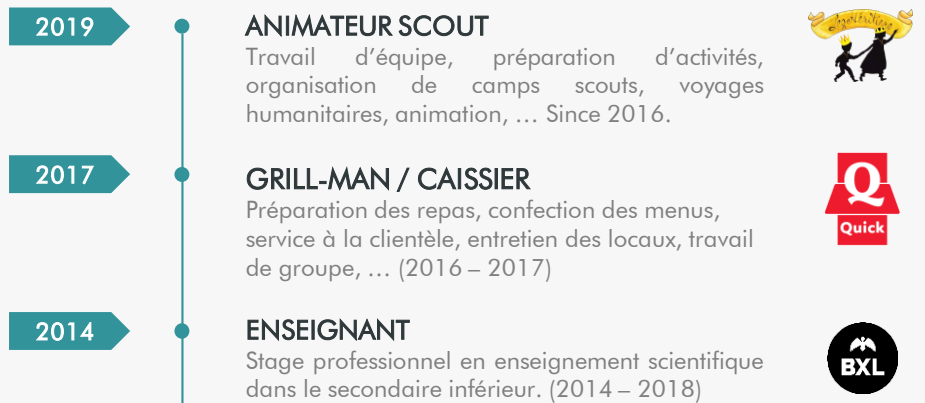 2019
ANIMATEUR SCOUT
Travail d’équipe, préparation d’activités,
organisation de camps scouts, voyages
humanitaires, animation, … Since 2016.
2017
GRILL-MAN / CAISSIER
Préparation des repas, confection des menus,
service à la clientèle, entretien des locaux, travail
de groupe, … (2016 – 2017)
Q
Quick
2014
ENSEIGNANT
Stage professionnel en enseignement scientifique
dans le secondaire inférieur. (2014 – 2018)
BXL